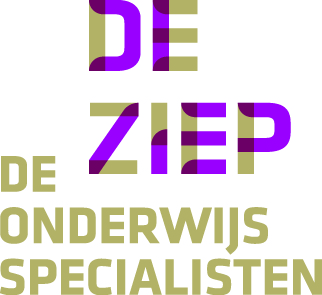 DE
ZIEP
DE
ONDERWIJS
SPECIALISTEN